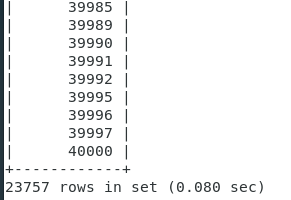 |      39985 |
|      39989 |
|      39990 |
|      39991 |
|      39992 |
|      39995 |
|      39996 |
|      39997 |
|      40000 |
+------------+
23757 rows in set (0.080 sec)